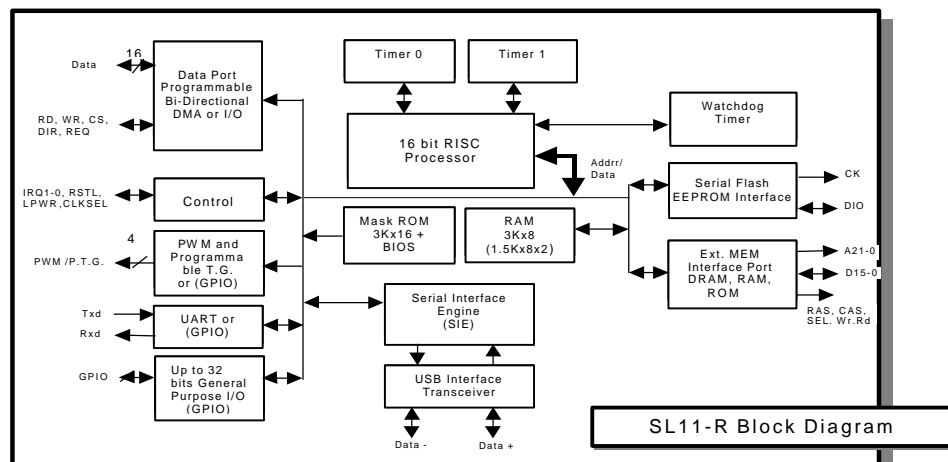 16
Data
Data Port
Programmable
Bi-Directional
DMA or I/O
RD, WR, CS,
DIR, REQ
Timer 0
Timer 1
16 bit RISC
Processor
Watchdog
Timer
Addrr/
Data
IRQ1-0, RSTL,
LPWR,CLKSEL
Control
Mask ROM
3Kx16 +
BIOS
RAM
3Kx8
(1.5Kx8x2)
Serial Flash
EEPROM Interface
CK
DIO
4
PWM /P.T.G.
PWM and
Programma
ble T.G.
or (GPIO)
Ext. MEM
Interface Port
DRAM, RAM,
ROM
A21-0
D15-0
RAS, CAS,
SEL. Wr.Rd
Txd
Rxd
UART or
(GPIO)
Serial Interface
Engine
(SIE)
GPIO
Up to 32
bits General
Purpose I/O
(GPIO)
USB Interface
Transceiver
Data -
Data +
SL11-R Block Diagram